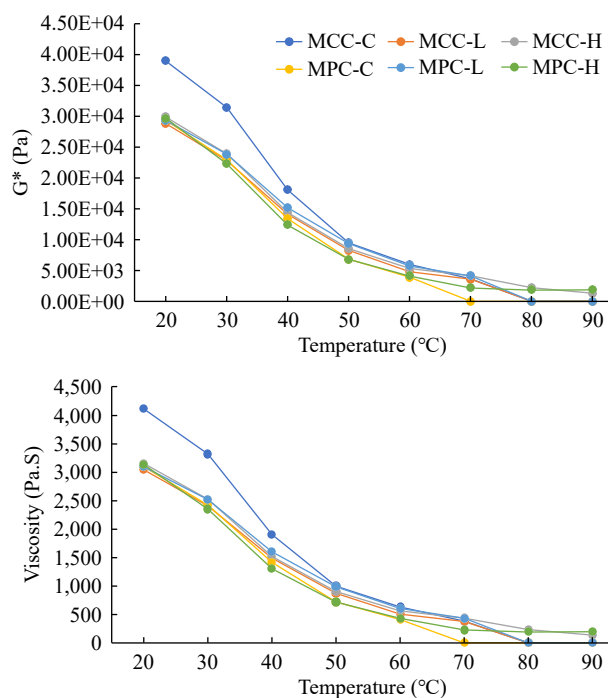 4.50E+04
MCC-C MCC-L MCC-H
4.00E+04
MPC-C MPC-L MPC-H
3.50E+04
3.00E+04
2.50E+04
2.00E+04
1.50E+04
1.00E+04
5.00E+03
0.00E+00
G* (Pa)
20 30 40 50 60 70 80 90
Temperature (℃)
4,500
4,000
3,500
3,000
2,500
2,000
1,500
1,000
500
0
Viscosity (Pa.S)
20 30 40 50 60 70 80 90
Temperature (℃)